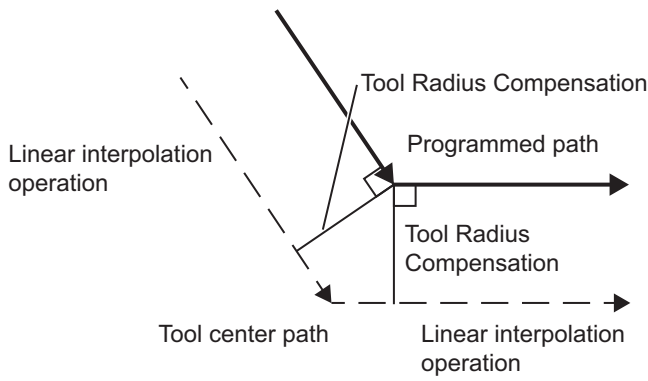 Tool Radius Compensation
Programmed path
Linear interpolation
operation
Tool Radius
Compensation
Tool center path
Linear interpolation
operation